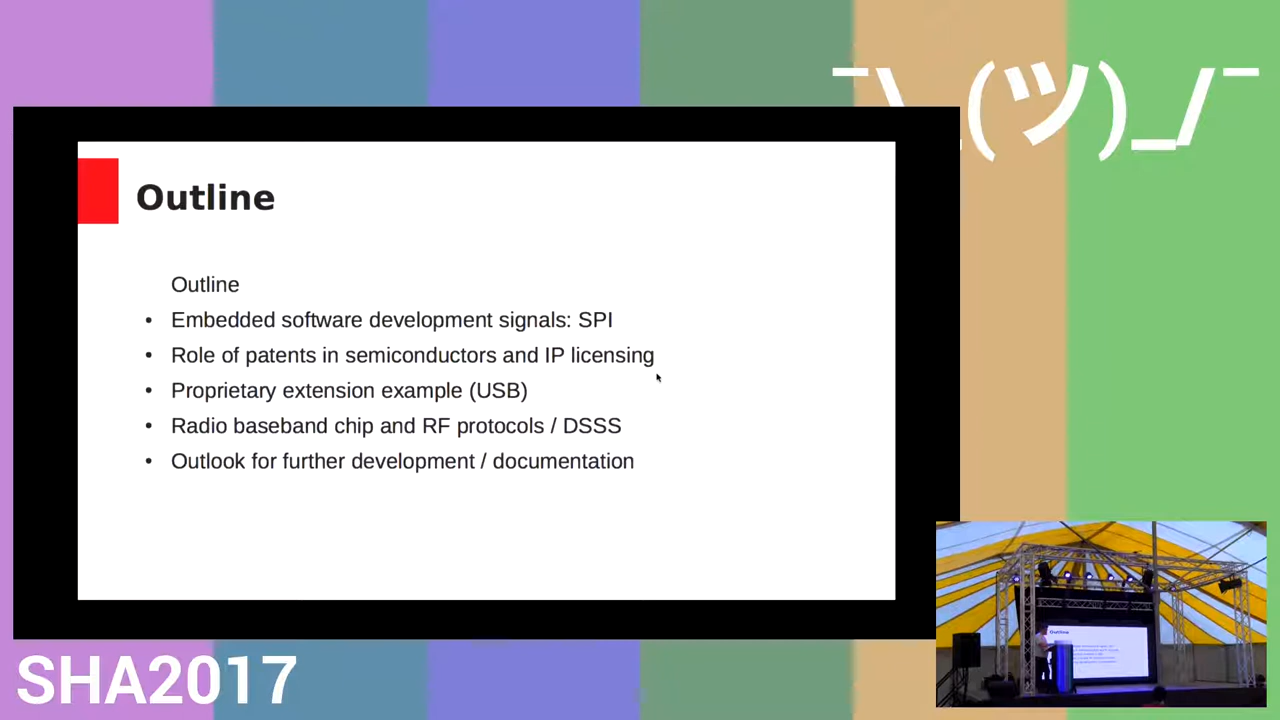 ¯\_(ツ)_/¯
Outline
Outline
• Embedded software development signals: SPI
• Role of patents in semiconductors and IP licensing
• Proprietary extension example (USB)
• Radio baseband chip and RF protocols / DSSS
• Outlook for further development / documentation
Outline
SHA2017